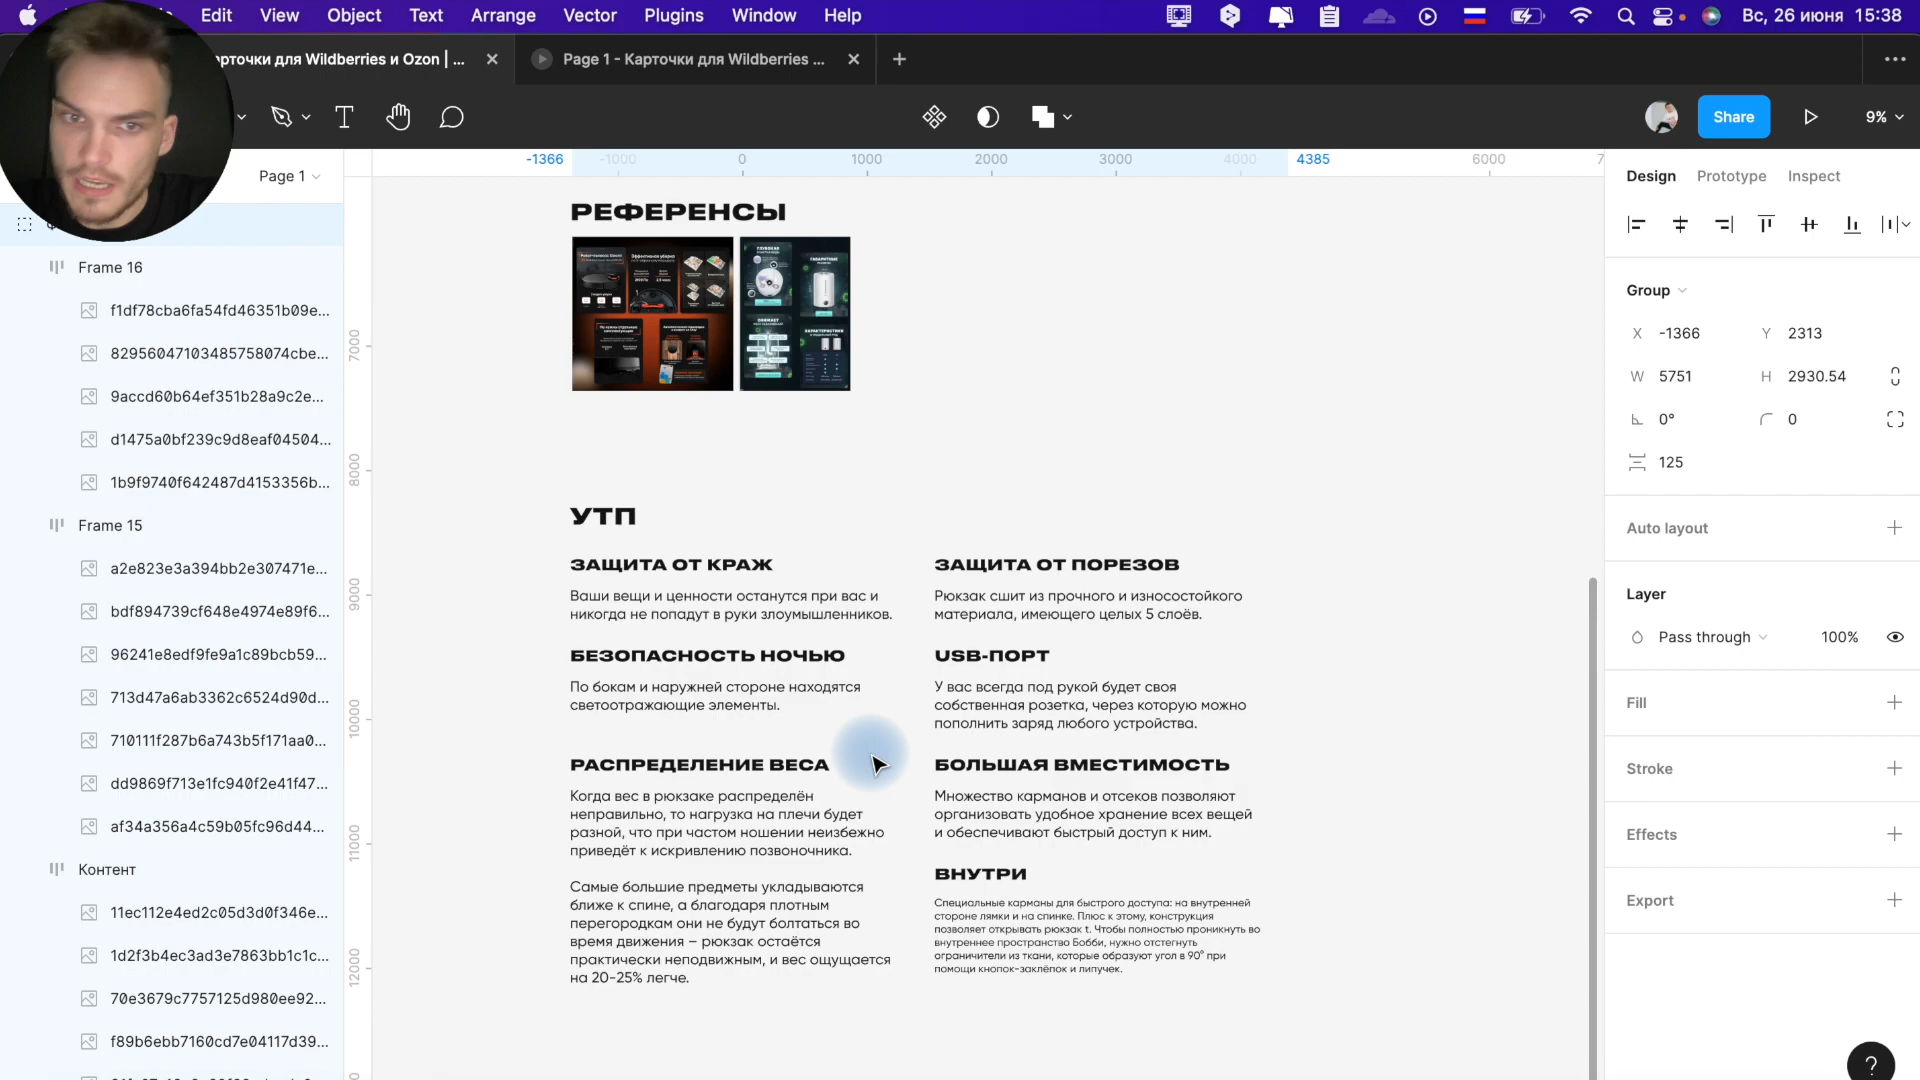 Edit View Object Text Arrange Vector Plugins Window Help Вс, 26 июня 15:38
арточки для Wildberries и Ozon | ...
Page 1 - Карточки для Wildberries ...
Share
9%
Page 1
-1366 -1000 0 1000 2000 3000 4000 4385 6000
7000
8000
9000
10000
11000
12000
Frame 16
f1df78cba6fa54fd46351b09e...
82956047103485758074cbe...
9accd60b64ef351b28a9c2e...
d1475a0bf239c9d8eaf04504...
1b9f9740f642487d4153356b...
Frame 15
a2e823e3a394bb2e307471e...
bdf894739cf648e4974e89f6...
96241e8edf9fe9a1c89bcb59...
713d47a6ab3362c6524d90d...
710111f287b6a743b5f171aa0...
dd9869f713e1fc940f2e41f47...
af34a356a4c59b05fc96d44...
Контент
11ec112e4ed2c05d3d0f346e...
1d2f3b4ec3ad3e7863bb1c1c...
70e3679c7757125d980ee92...
f89b6ebb7160cd7e04117d39...
РЕФЕРЕНСЫ
УТП
ЗАЩИТА ОТ КРАЖ
Ваши вещи и ценности останутся при вас и
никогда не попадут в руки злоумышленников.
БЕЗОПАСНОСТЬ НОЧЬЮ
По бокам и наружней стороне находятся
светоотражающие элементы.
РАСПРЕДЕЛЕНИЕ ВЕСА
Когда вес в рюкзаке распределён
неправильно, то нагрузка на плечи будет
разной, что при частом ношении неизбежно
приведёт к искривлению позвоночника.
Самые большие предметы укладываются
ближе к спине, а благодаря плотным
перегородкам они не будут болтаться во
время движения – рюкзак остаётся
практически неподвижным, и вес ощущается
на 20-25% легче.
ЗАЩИТА ОТ ПОРЕЗОВ
Рюкзак сшит из прочного и износостойкого
материала, имеющего целых 5 слоёв.
USB-ПОРТ
У вас всегда под рукой будет своя
собственная розетка, через которую можно
пополнить заряд любого устройства.
БОЛЬШАЯ ВМЕСТИМОСТЬ
Множество карманов и отсеков позволяют
организовать удобное хранение всех вещей
и обеспечивают быстрый доступ к ним.
ВНУТРИ
Специальные карманы для быстрого доступа: на внутренней
стороне лямки и на спинке. Плюс к этому, конструкция
позволяет открывать рюкзак t. Чтобы полностью проникнуть во
внутреннее пространство Бобби, нужно отстегнуть
ограничители из ткани, которые образуют угол в 90° при
помощи кнопок-заклёпок и липучек.
Design Prototype Inspect
Group
X -1366 Y 2313
W 5751 H 2930.54
0° 0
125
Auto layout
Layer
Pass through 100%
Fill
Stroke
Effects
Export
?